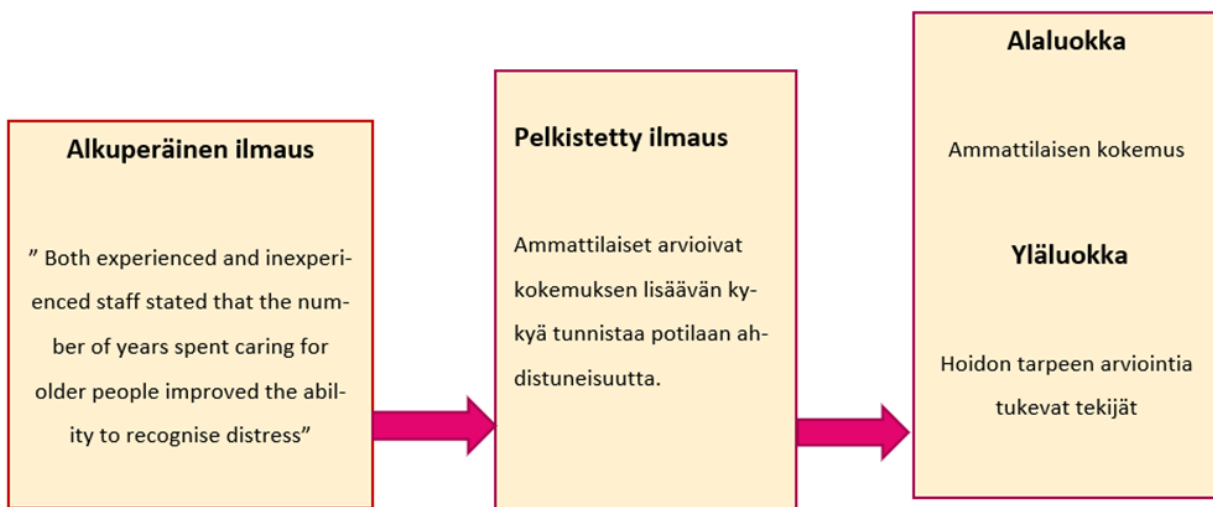 Alkuperäinen ilmaus
” Both experienced and inexperi-
enced staff stated that the num-
ber of years spent caring for
older people improved the abil-
ity to recognise distress”
Pelkistetty ilmaus
Ammattilaiset arvioivat
kokemuksen lisäävän ky-
kyä tunnistaa potilaan ah-
distuneisuutta.
Alaluokka
Ammattilaisen kokemus
Yläluokka
Hoidon tarpeen arviointia
tukevat tekijät